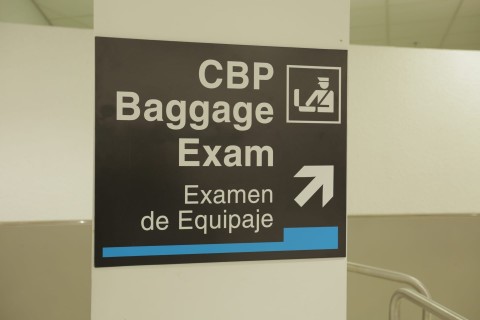 CBP
Baggage
Exam
Examen
de Equipaje